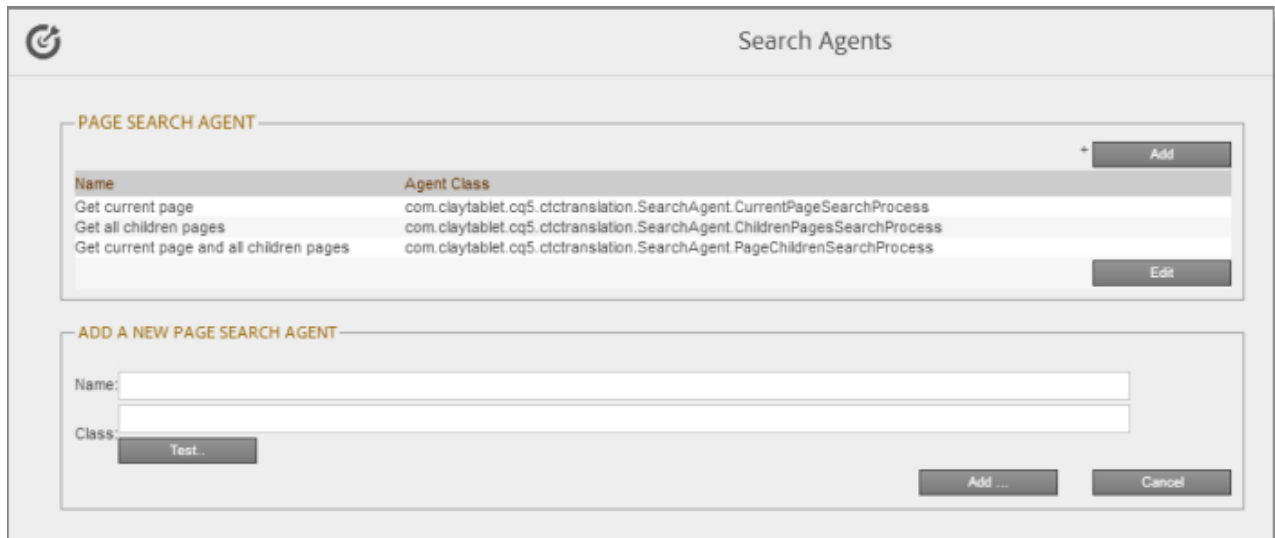 Search Agents
PAGE SEARCH AGENT
+ Add
Name Agent Class
Get current page com.claytablet.cq5.ctctranslation.SearchAgent.CurrentPageSearchProcess
Get all children pages com.claytablet.cq5.ctctranslation.SearchAgent.ChildrenPagesSearchProcess
Get current page and all children pages com.claytablet.cq5.ctctranslation.SearchAgent.PageChildrenSearchProcess
Edit
ADD A NEW PAGE SEARCH AGENT
Name:
Class:
Test..
Add ... Cancel